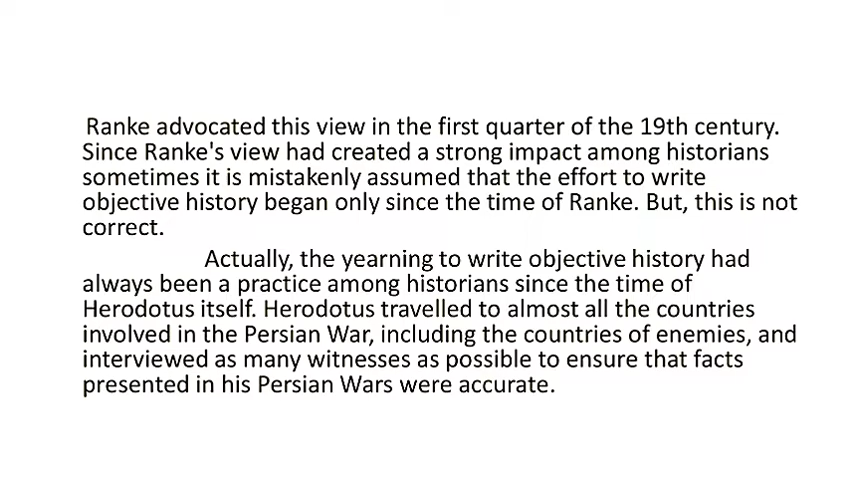 Ranke advocated this view in the first quarter of the 19th century.
Since Ranke's view had created a strong impact among historians
sometimes it is mistakenly assumed that the effort to write
objective history began only since the time of Ranke. But, this is not
correct.
Actually, the yearning to write objective history had
always been a practice among historians since the time of
Herodotus itself. Herodotus travelled to almost all the countries
involved in the Persian War, including the countries of enemies, and
interviewed as many witnesses as possible to ensure that facts
presented in his Persian Wars were accurate.